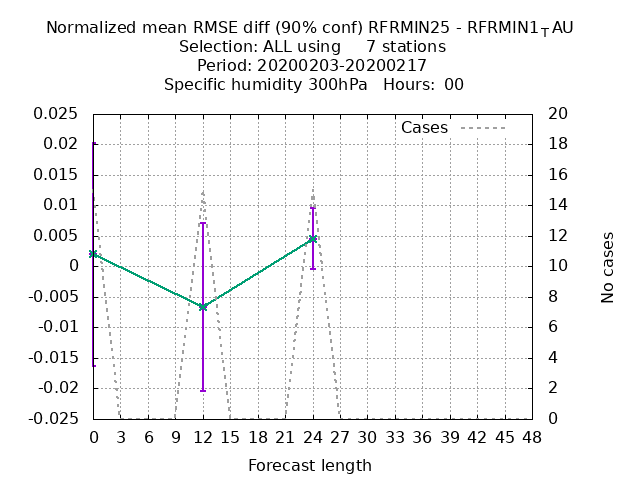 Normalized mean RMSE diff (90% conf) RFRMIN25 - RFRMIN1TAU
Selection: ALL using 7 stations
Period: 20200203-20200217
Specific humidity 300hPa Hours: 00
Cases
0.025
0.02
0.015
0.01
0.005
0
-0.005
-0.01
-0.015
-0.02
-0.025
20
18
16
14
12
10
8
6
4
2
0
No cases
0 3 6 9 12 15 18 21 24 27 30 33 36 39 42 45 48
Forecast length